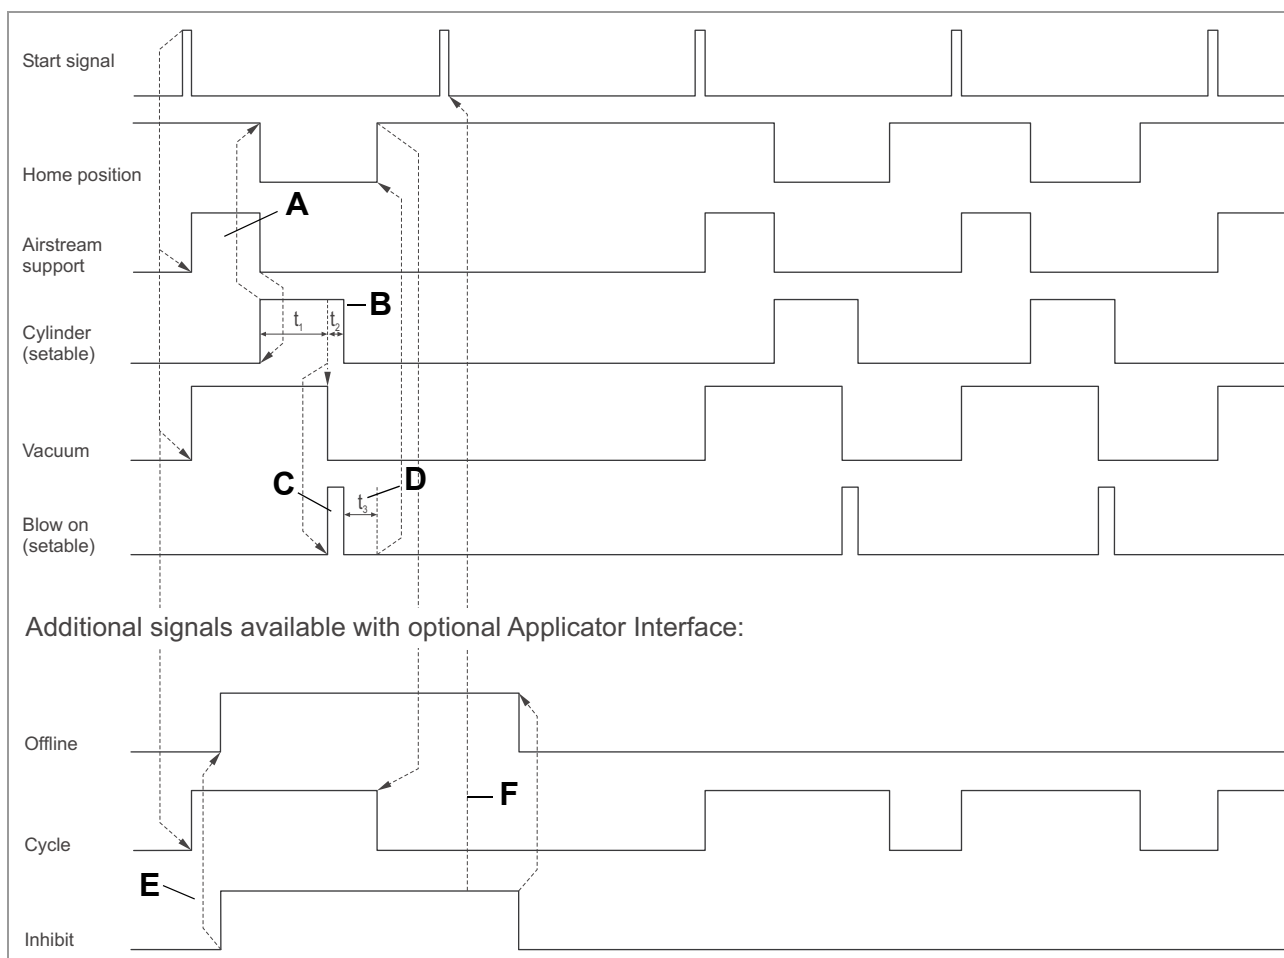 Start signal
Home position
A
Airstream
support
B
Cylinder
(setable)
t1
t2
Vacuum
C
D
t3
Blow on
(setable)
Additional signals available with optional Applicator Interface:
Offline
F
Cycle
E
Inhibit